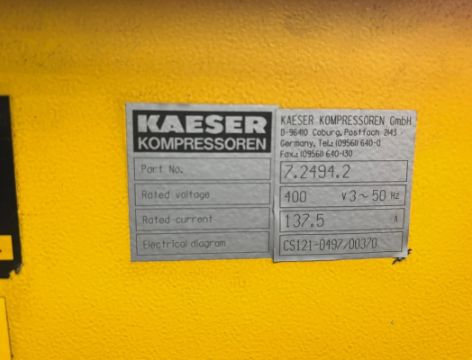 KAESER
KOMPRESSOREN
KAESER KOMPRESSOREN GmbH
D-96410 Coburg, Postfach 2143
Germany, Tel.: (09561) 640-0
Fax.: (09561) 640-130
Part No. 7.2494.2
Rated voltage 400 V 3~50 Hz
Rated current 137.5 A
Electrical diagram CS121-0497/00370